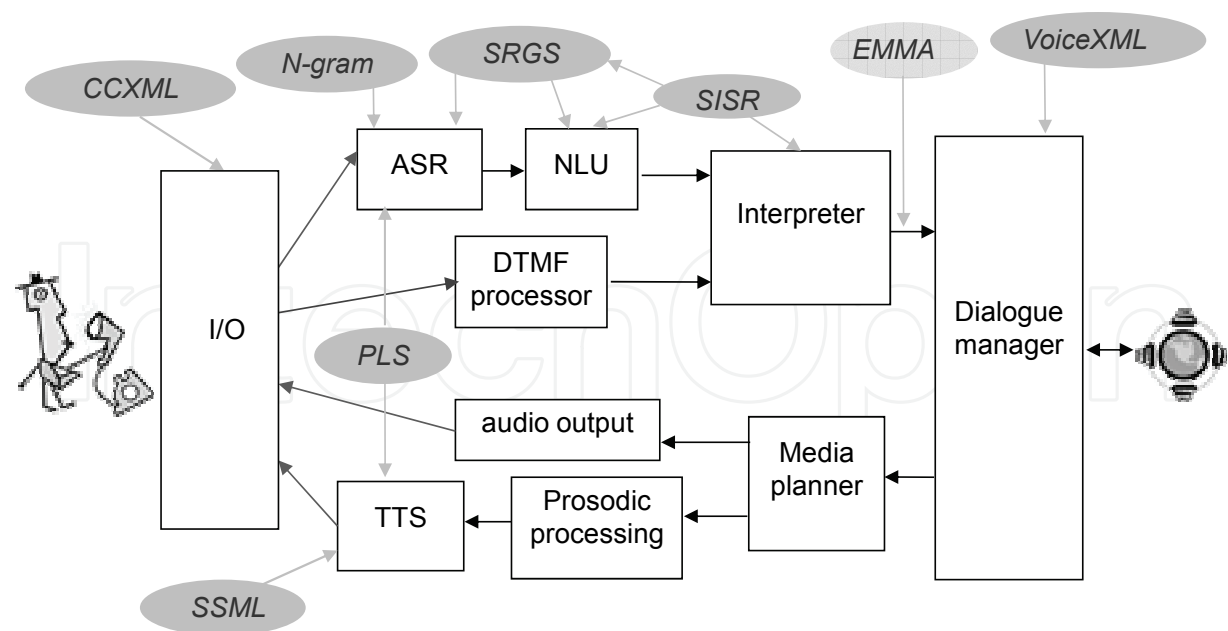 CCXML
N-gram
SRGS
SISR
EMMA
VoiceXML
ASR
NLU
Interpreter
DTMF
processor
I/O
PLS
Dialogue
manager
audio output
Media
planner
TTS
Prosodic
processing
SSML
IntechOpen